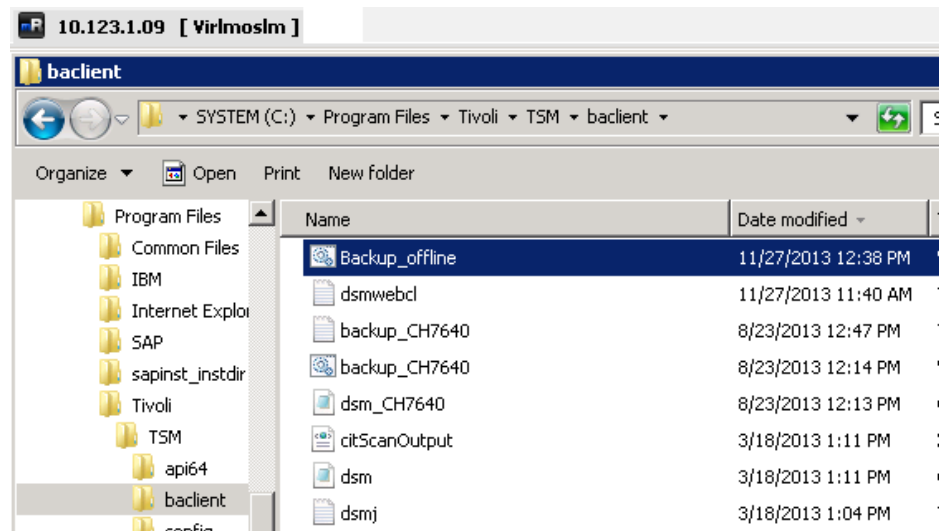 10.123.1.09 [ Virlmoslm ]
baclient
SYSTEM (C:) Program Files Tivoli TSM baclient
Organize Open Print New folder
Program Files
Common Files
IBM
Internet Explo
SAP
sapinst_instdir
Tivoli
TSM
api64
baclient
config
Name Date modified
Backup_offline 11/27/2013 12:38 PM
dsmwebcl 11/27/2013 11:40 AM
backup_CH7640 8/23/2013 12:47 PM
backup_CH7640 8/23/2013 12:14 PM
dsm_CH7640 8/23/2013 12:13 PM
citScanOutput 3/18/2013 1:11 PM
dsm 3/18/2013 1:11 PM
dsmj 3/18/2013 1:04 PM